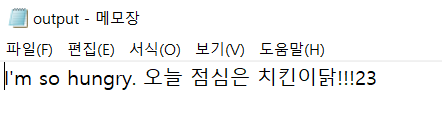 output - 메모장
파일(F) 편집(E) 서식(O) 보기(V) 도움말(H)
I'm so hungry. 오늘 점심은 치킨이닭!!!23